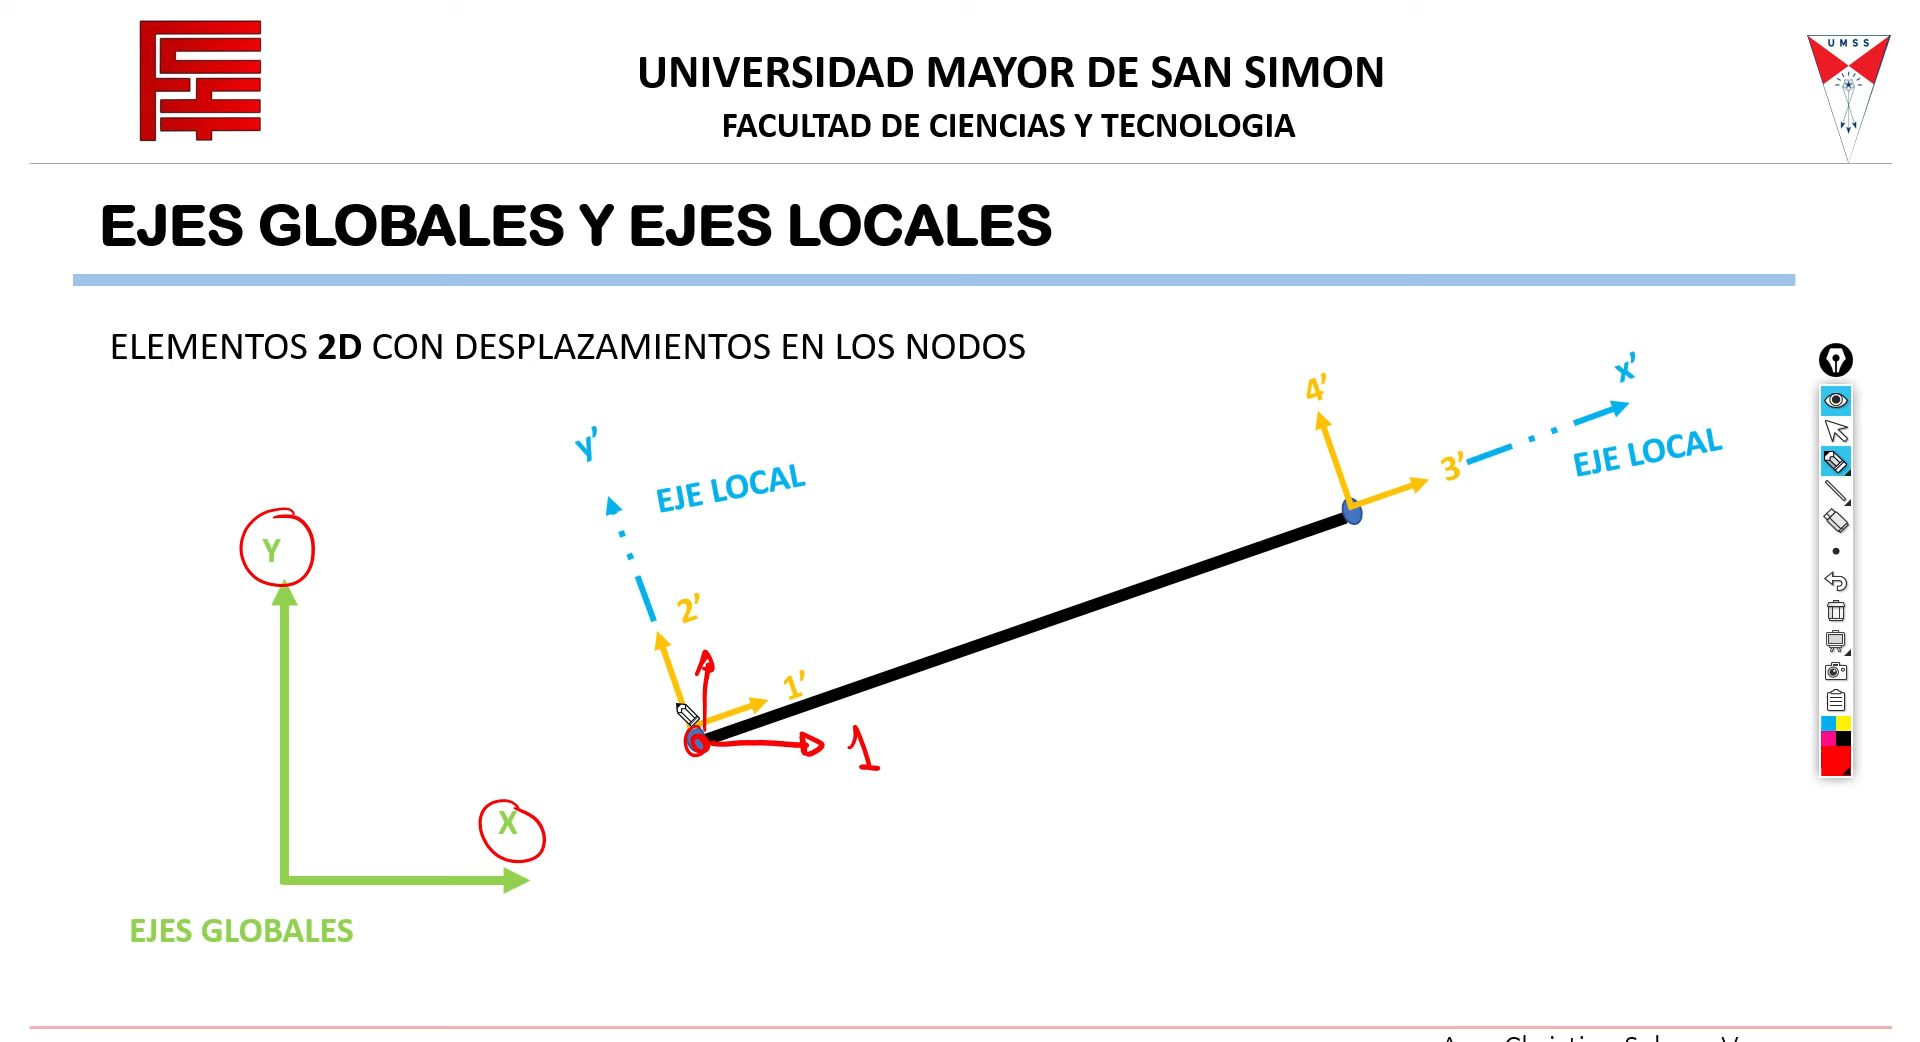 UMSS
UNIVERSIDAD MAYOR DE SAN SIMON
FACULTAD DE CIENCIAS Y TECNOLOGIA
EJES GLOBALES Y EJES LOCALES
ELEMENTOS 2D CON DESPLAZAMIENTOS EN LOS NODOS
x'
4'
y'
EJE LOCAL
3'
EJE LOCAL
Y
2'
1'
1
X
EJES GLOBALES